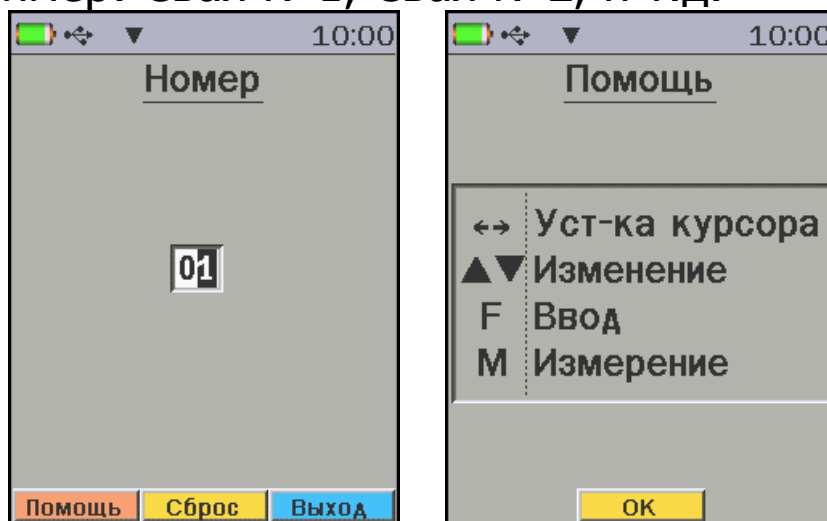 10:00
Номер
01
Помощь Сброс Выход
10:00
Помощь
←→ Уст-ка курсора
▲▼ Изменение
F Ввод
M Измерение
OK